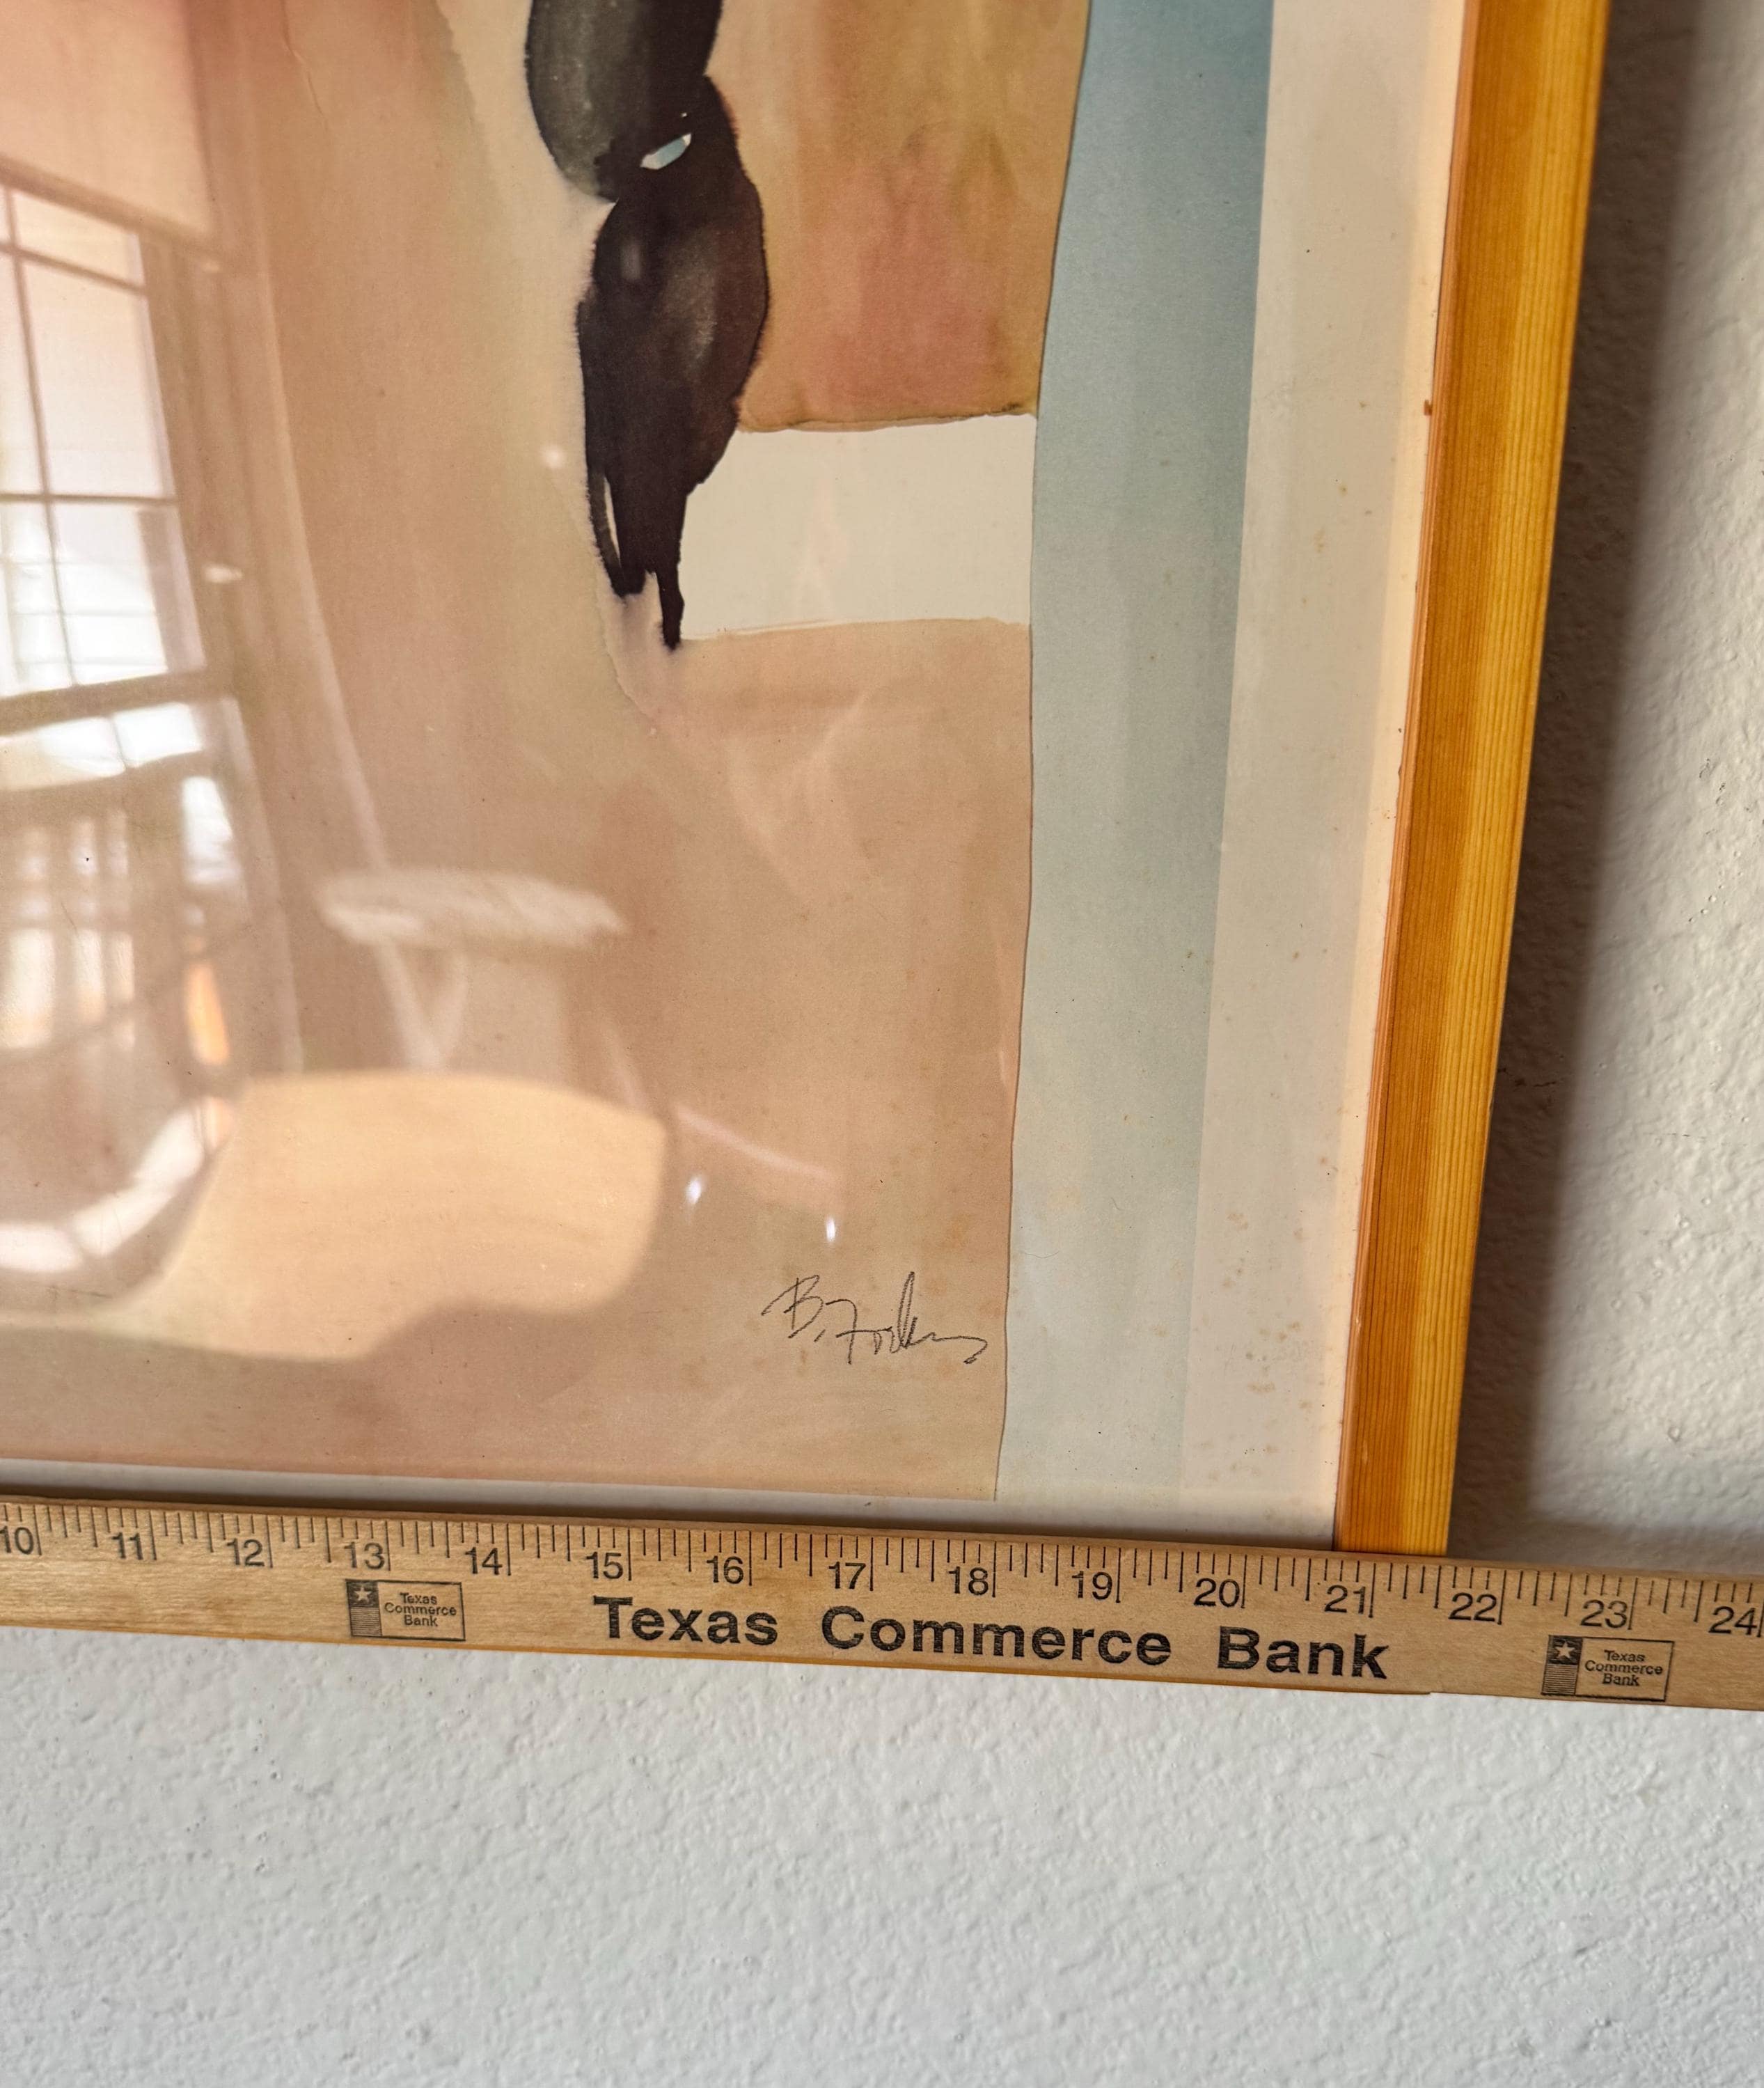 10 11 12 13 14 15 16 17 18 19 20 21 22 23 24
Texas
Commerce
Bank
Texas Commerce Bank
Texas
Commerce
Bank